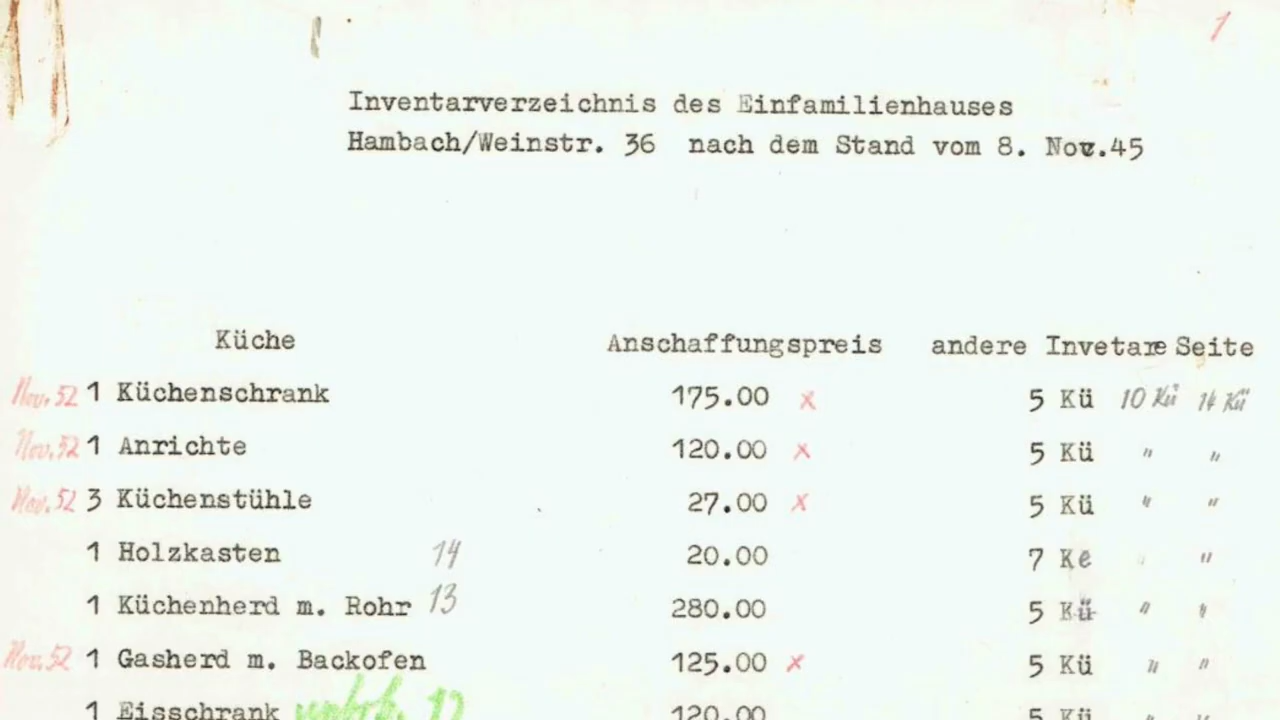 1
Inventarverzeichnis des Einfamilienhauses
Hambach/Weinstr. 36 nach dem Stand vom 8. Nov.45
Küche Anschaffungspreis andere Invetare Seite
Nov. 52 1 Küchenschrank 175.00 x 5 Kü 10 Kü 14 Kü
Nov. 52 1 Anrichte 120.00 x 5 Kü " "
Nov. 52 3 Küchenstühle 27.00 x 5 Kü " "
1 Holzkasten 14 20.00 7 Ke "
1 Küchenherd m. Rohr 13 280.00 5 Kü " "
Nov. 52 1 Gasherd m. Backofen 125.00 x 5 Kü " "
1 Eisschrank 12 120.00 5 Kü " "